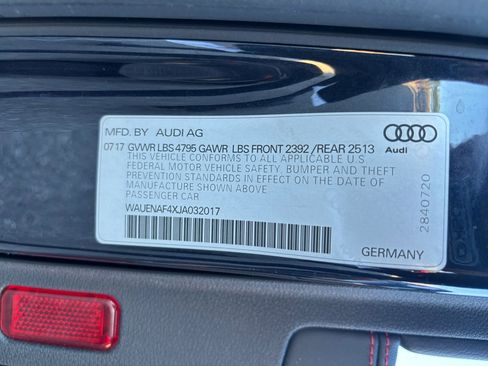 MFD. BY AUDI AG
07 17 GVWR LBS 4795 GAWR LBS FRONT 2392 / REAR 2513
THIS VEHICLE CONFORMS TO ALL APPLICABLE U.S
FEDERAL MOTOR VEHICLE SAFETY, BUMPER AND THEFT
PREVENTION STANDARDS IN EFFECT ON THE DATE OF
MANUFACTURE SHOWN ABOVE.
PASSENGER CAR
WAUENAF4XJA032017
Audi
2840720
GERMANY